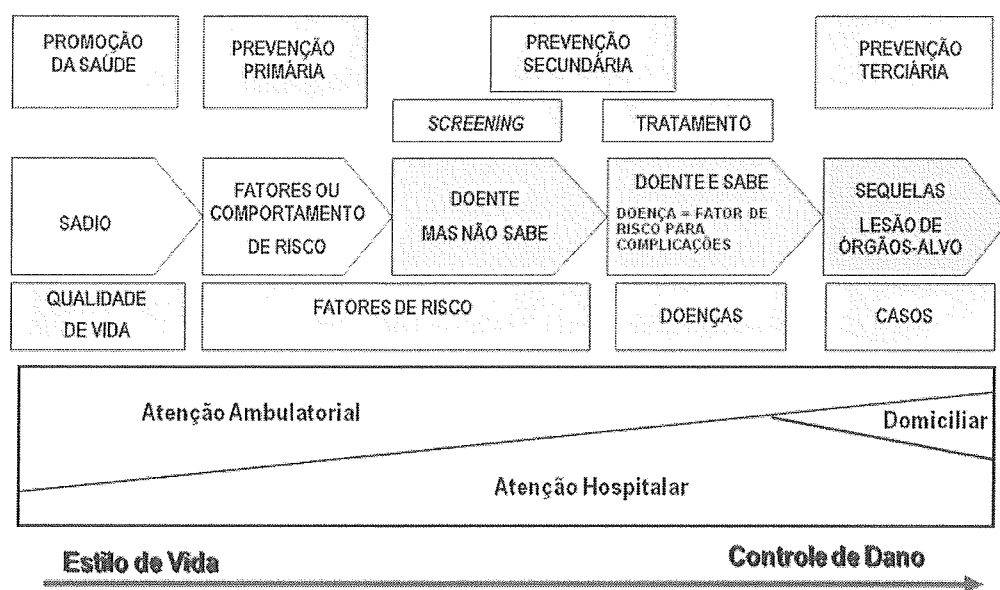 PROMOÇÃO
DA SAÚDE
PREVENÇÃO
PRIMÁRIA
PREVENÇÃO
SECUNDÁRIA
PREVENÇÃO
TERCIÁRIA
SCREENING
TRATAMENTO
SADIO
FATORES OU
COMPORTAMENTO
DE RISCO
DOENTE
MAS NÃO SABE
DOENTE E SABE
DOENÇA = FATOR DE
RISCO PARA
COMPLICAÇÕES
SEQUELAS
LESÃO DE
ÓRGÃOS-ALVO
QUALIDADE
DE VIDA
FATORES DE RISCO
DOENÇAS
CASOS
Atenção Ambulatorial
Domiciliar
Atenção Hospitalar
Estilo de Vida
Controle de Dano